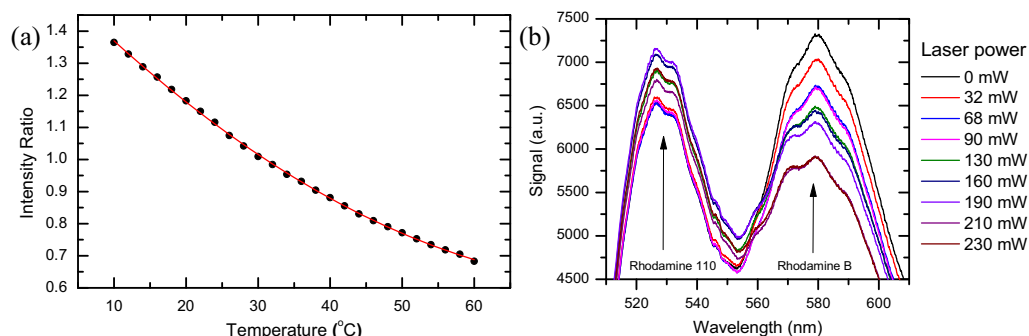 (a)
1.4
1.3
1.2
1.1
1.0
0.9
0.8
0.7
0.6
Intensity Ratio
10 20 30 40 50 60
Temperature (°C)
(b)
7500
7000
6500
6000
5500
5000
4500
Signal (a.u.)
Rhodamine 110
Rhodamine B
520 540 560 580 600
Wavelength (nm)
Laser power
0 mW
32 mW
68 mW
90 mW
130 mW
160 mW
190 mW
210 mW
230 mW